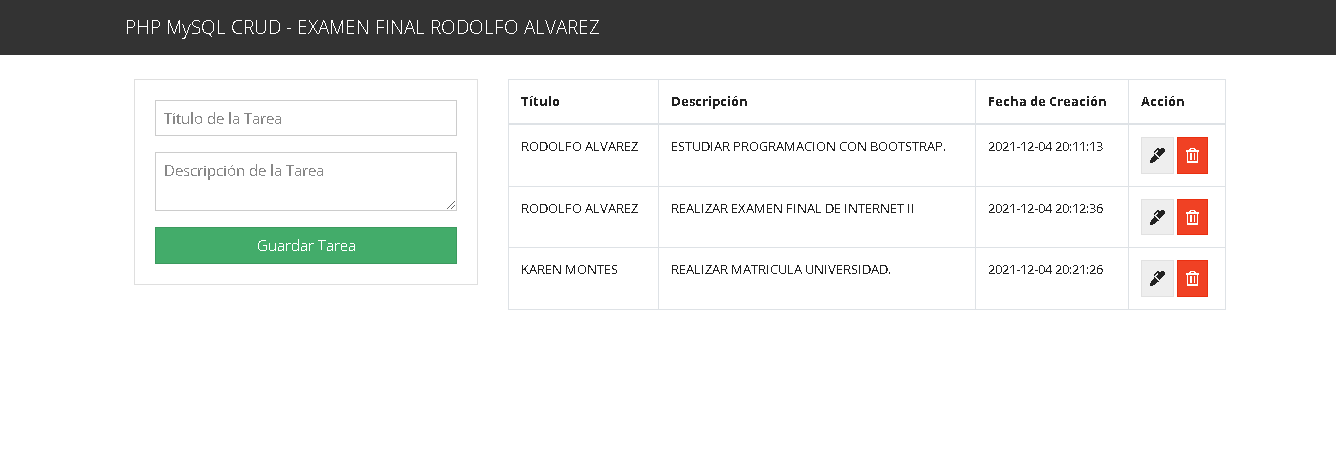 PHP MySQL CRUD - EXAMEN FINAL RODOLFO ALVAREZ
Título de la Tarea
Descripción de la Tarea
Guardar Tarea
Título Descripción Fecha de Creación Acción
RODOLFO ALVAREZ ESTUDIAR PROGRAMACION CON BOOTSTRAP. 2021-12-04 20:11:13
RODOLFO ALVAREZ REALIZAR EXAMEN FINAL DE INTERNET II 2021-12-04 20:12:36
KAREN MONTES REALIZAR MATRICULA UNIVERSIDAD. 2021-12-04 20:21:26